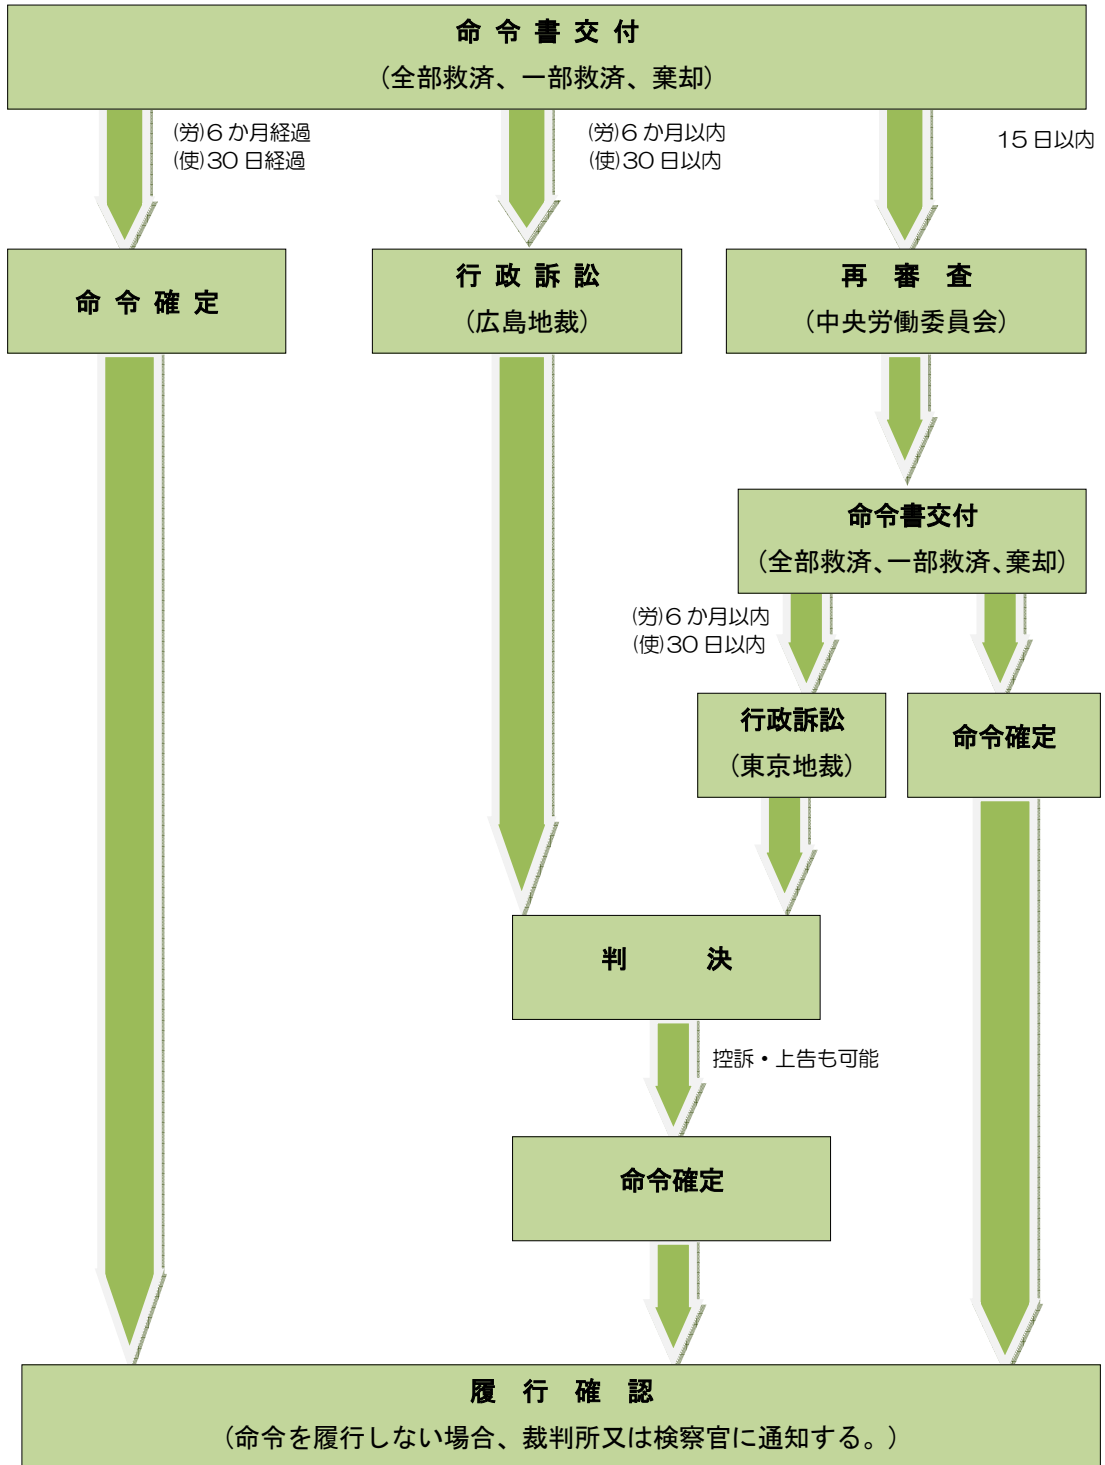 命令書交付
(全部救済、一部救済、棄却)
(労)6か月経過
(使)30日経過
(労)6か月以内
(使)30日以内
15日以内
命令確定
行政訴訟
(広島地裁)
再審査
(中央労働委員会)
命令書交付
(全部救済、一部救済、棄却)
(労)6か月以内
(使)30日以内
行政訴訟
(東京地裁)
命令確定
判決
控訴・上告も可能
命令確定
履行確認
(命令を履行しない場合、裁判所又は検察官に通知する。)